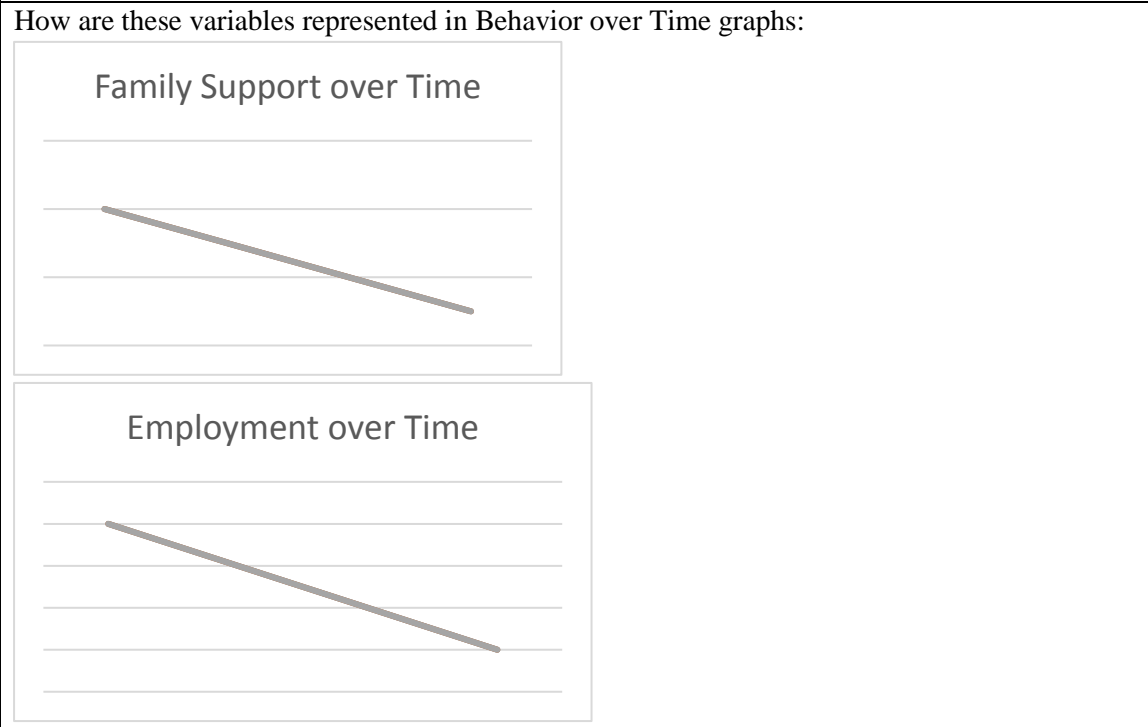 How are these variables represented in Behavior over Time graphs:
Family Support over Time
Employment over Time